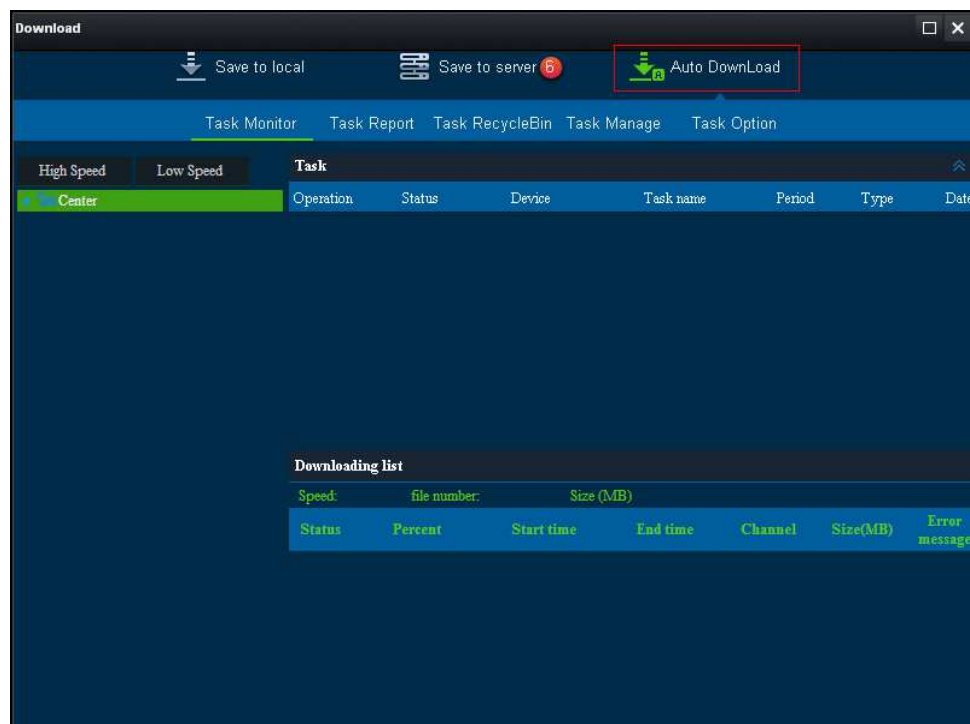 Download
Save to local Save to server 6 Auto DownLoad
Task Monitor Task Report Task RecycleBin Task Manage Task Option
High Speed Low Speed
Center
Task
Operation Status Device Task name Period Type Date
Downloading list
Speed: file number: Size (MB)
Status Percent Start time End time Channel Size(MB) Error message